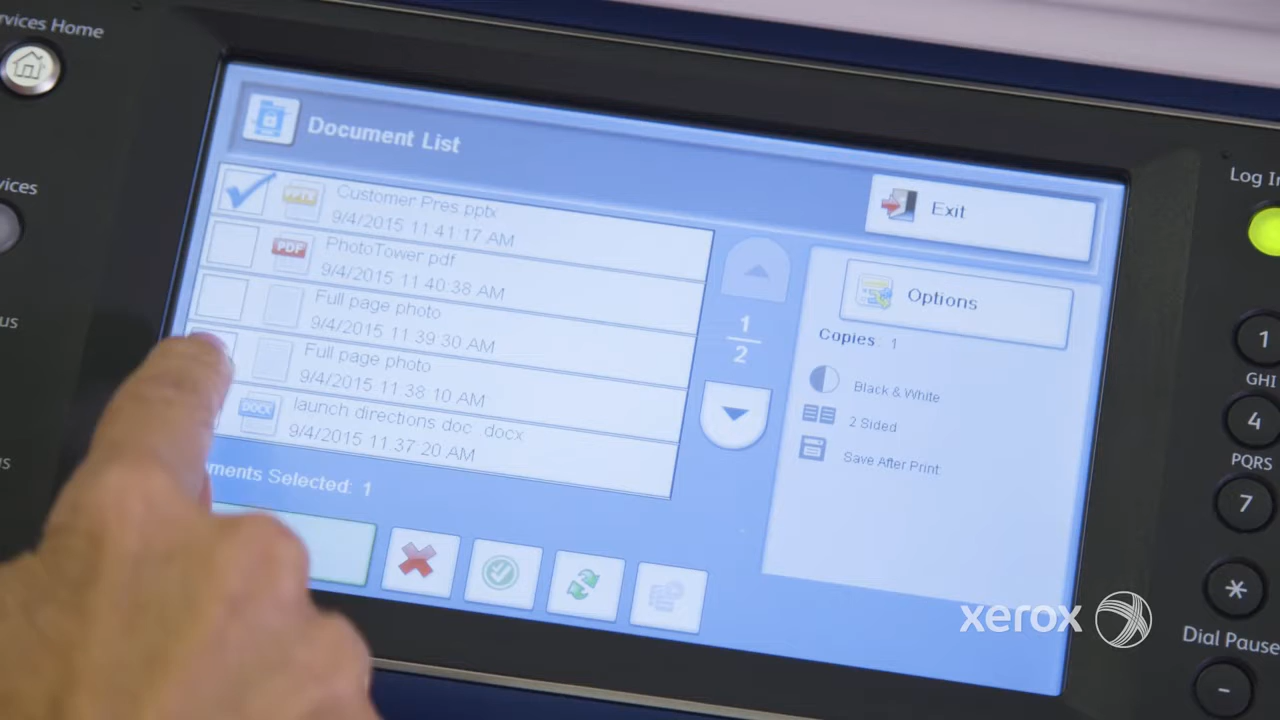 rvices Home
Document List
Customer Pres.pptx
9/4/2015 11:41:17 AM
PDF
PhotoTower.pdf
9/4/2015 11:40:38 AM
Full page photo
9/4/2015 11:39:30 AM
Full page photo
9/4/2015 11:38:10 AM
DOCX
launch directions doc docx
9/4/2015 11:37:20 AM
ments Selected: 1
1
2
Exit
Options
Copies: 1
Black & White
2 Sided
Save After Print
vices
us
s
Log In
1
GHI
4
PQRS
7
*
Dial Pause
-
xerox